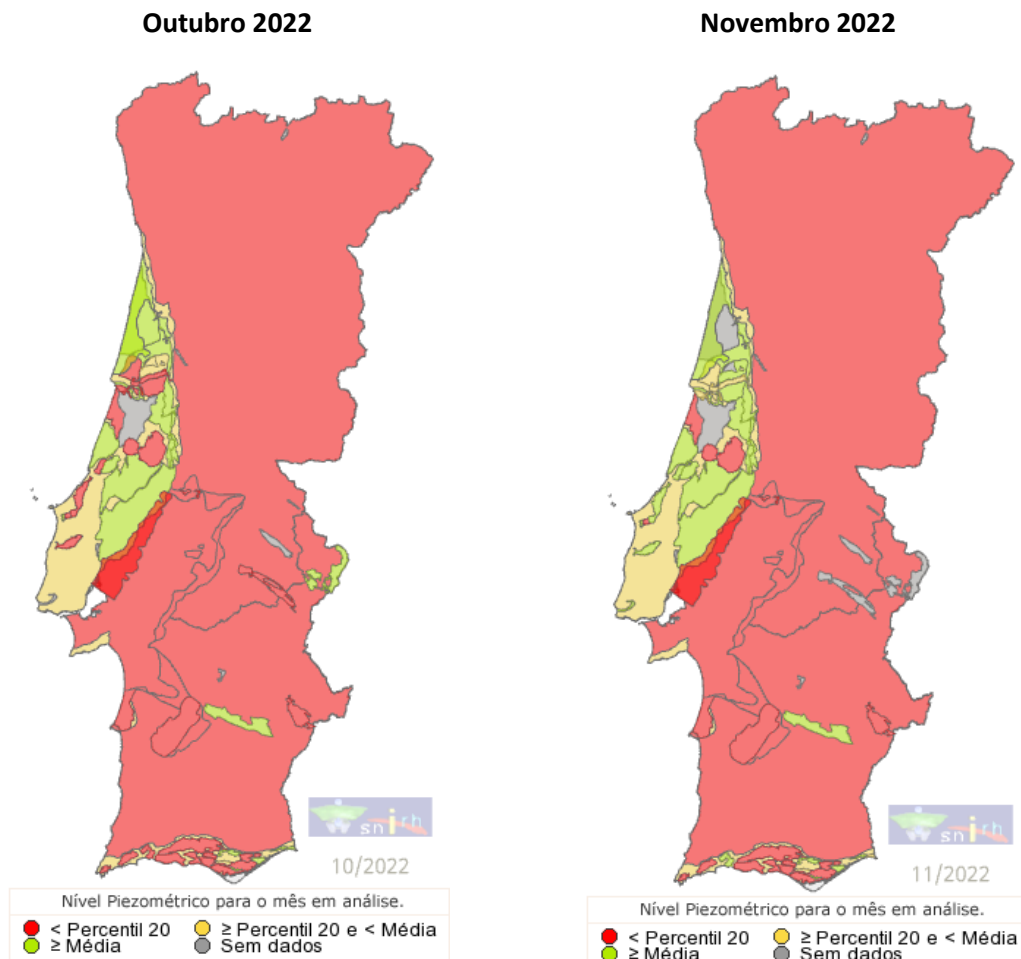 Outubro 2022
snirh
10/2022
Nível Piezométrico para o mês em análise.
< Percentil 20
≥ Percentil 20 e < Média
≥ Média
Sem dados
Novembro 2022
snirh
11/2022
Nível Piezométrico para o mês em análise.
< Percentil 20
≥ Percentil 20 e < Média
≥ Média
Sem dados